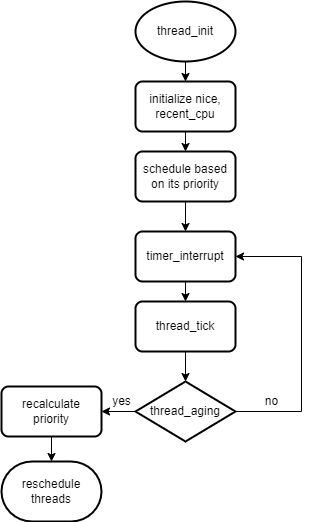 thread_init
initialize nice,
recent_cpu
schedule based
on its priority
timer_interrupt
thread_tick
thread_aging
yes
no
recalculate
priority
reschedule
threads